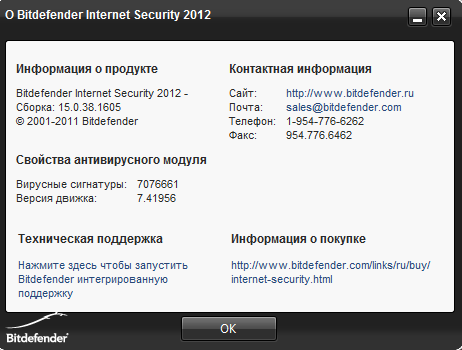 О Bitdefender Internet Security 2012
Информация о продукте
Bitdefender Internet Security 2012 -
Сборка: 15.0.38.1605
© 2001-2011 Bitdefender
Контактная информация
Сайт: http://www.bitdefender.ru
Почта: sales@bitdefender.com
Телефон: 1-954-776-6262
Факс: 954.776.6462
Свойства антивирусного модуля
Вирусные сигнатуры: 7076661
Версия движка: 7.41956
Техническая поддержка
Нажмите здесь чтобы запустить
Bitdefender интегрированную
поддержку
Информация о покупке
http://www.bitdefender.com/links/ru/buy/
internet-security.html
Bitdefender
OK